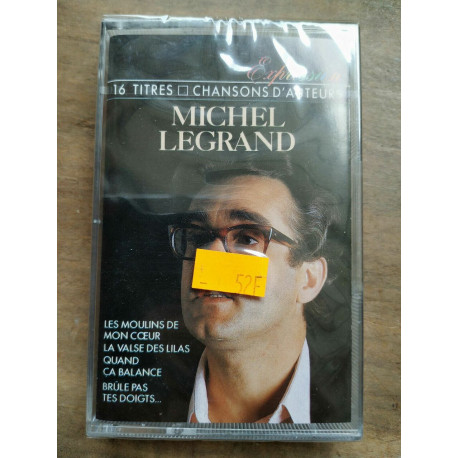 Expression
16 TITRES □ CHANSONS D'AUTEUR
MICHEL
LEGRAND
52F
LES MOULINS DE
MON CŒUR
LA VALSE DES LILAS
QUAND
ÇA BALANCE
BRÛLE PAS
TES DOIGTS...